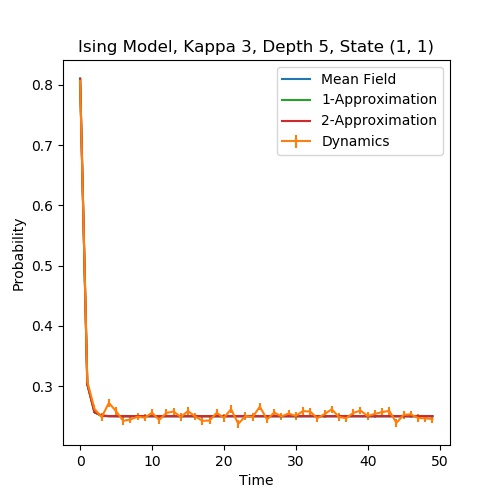 Ising Model, Kappa 3, Depth 5, State (1, 1)
Mean Field
1-Approximation
2-Approximation
Dynamics
Probability
0.8
0.7
0.6
0.5
0.4
0.3
0 10 20 30 40 50
Time